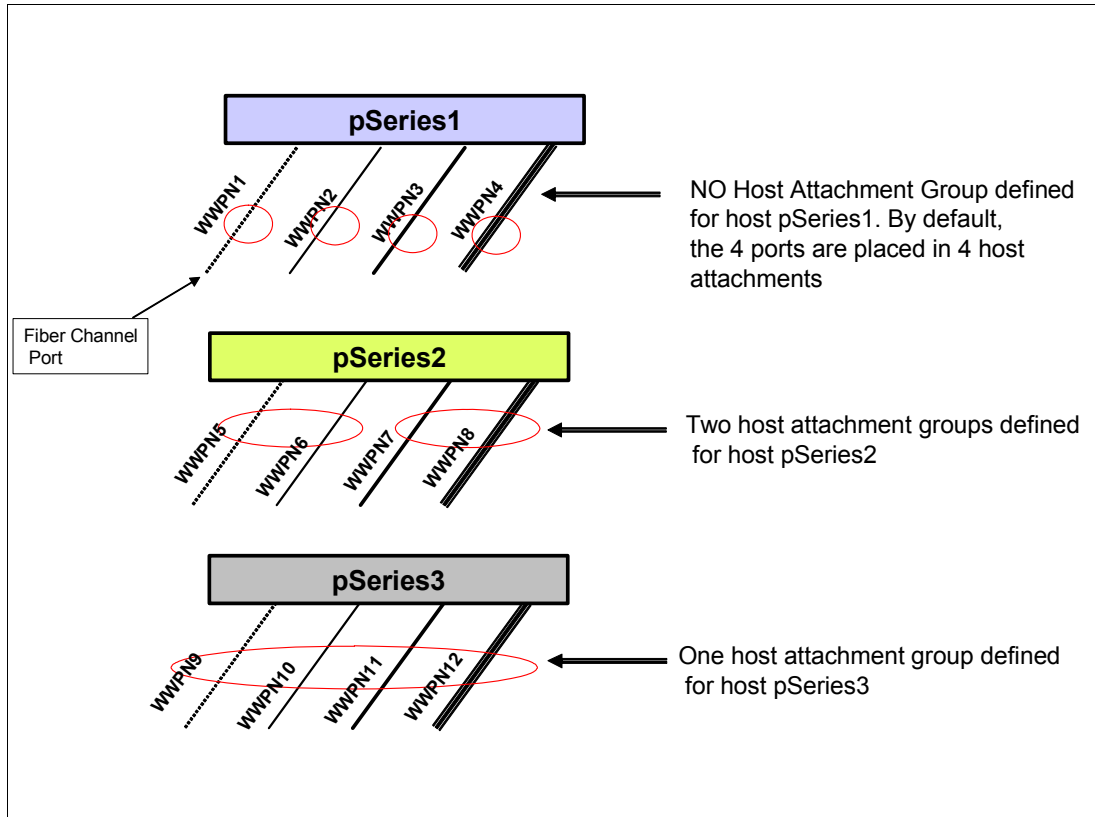 pSeries1
WWPN1
WWPN2
WWPN3
WWPN4
NO Host Attachment Group defined
for host pSeries1. By default,
the 4 ports are placed in 4 host
attachments
Fiber Channel
Port
pSeries2
WWPN5
WWPN6
WWPN7
WWPN8
Two host attachment groups defined
for host pSeries2
pSeries3
WWPN9
WWPN10
WWPN11
WWPN12
One host attachment group defined
for host pSeries3